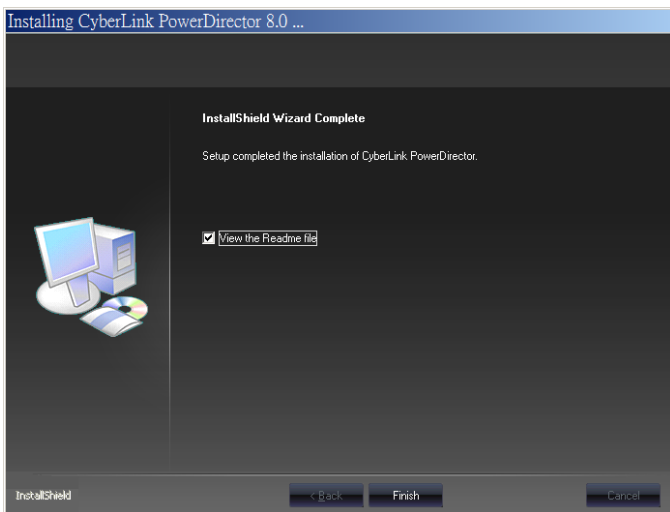 Installing CyberLink PowerDirector 8.0 ...
InstallShield Wizard Complete
Setup completed the installation of CyberLink PowerDirector.
View the Readme file
InstallShield
< Back
Finish
Cancel